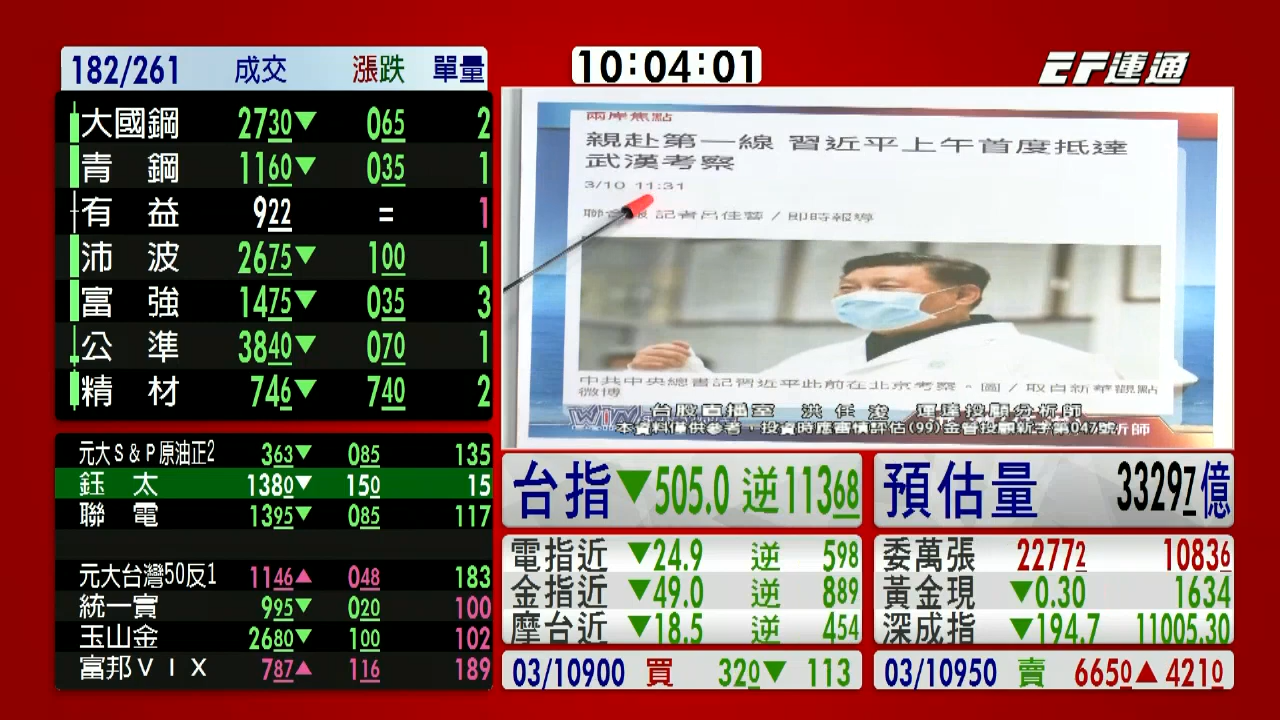 182/261 成交 漲跌 單量
大國鋼 2730▼ 065 2
青鋼 1160▼ 035 1
有益 922 = 1
沛波 2675▼ 100 1
富強 1475▼ 035 3
公準 3840▼ 070 1
精材 746▼ 740 2
元大S&P原油正2 363▼ 085 135
鈺太 1380▼ 150 15
聯電 1395▼ 085 117
元大台灣50反1 1146▲ 048 183
統一實 995▼ 020 100
玉山金 2680▼ 100 102
富邦VIX 787▲ 116 189
10:04:01
EF運通
兩岸焦點
親赴第一線 習近平上午首度抵達
武漢考察
3/10 11:31
記者呂佳蓉/即時報導
中共中央總書記習近平此前在北京考察。圖/取自新華觀點
微博
WIN 台股直播室 洪任浚 運達投顧分析師
本資料僅供參考,投資時應審慎評估(99)金管投顧新字第047號
台指▼505.0 逆11368
預估量 33297億
電指近 ▼24.9 逆 598
金指近 ▼49.0 逆 889
摩台近 ▼18.5 逆 454
委萬張 22772 10836
黃金現 ▼0.30 1634
深成指 ▼194.7 11005.30
03/10900 買 320▼ 113
03/10950 賣 6650▲4210